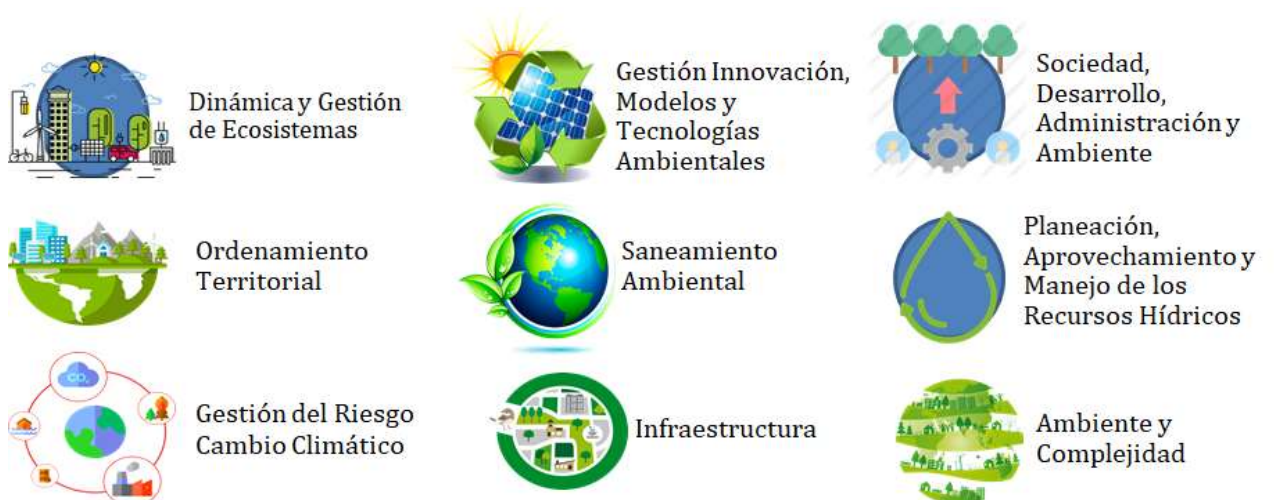 Dinámica y Gestión
de Ecosistemas
Gestión Innovación,
Modelos y
Tecnologías
Ambientales
Sociedad,
Desarrollo,
Administración y
Ambiente
Ordenamiento
Territorial
Saneamiento
Ambiental
Planeación,
Aprovechamiento y
Manejo de los
Recursos Hídricos
CO₂
Gestión del Riesgo
Cambio Climático
Infraestructura
Ambiente y
Complejidad